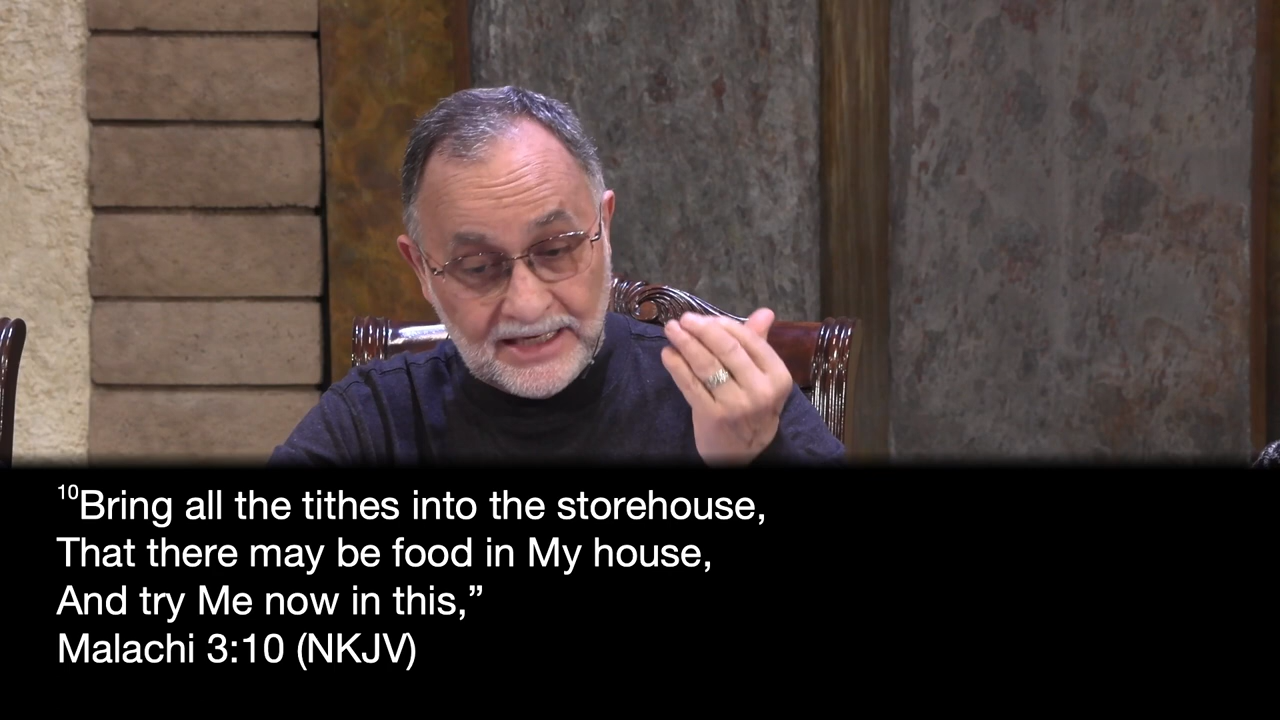 ¹⁰Bring all the tithes into the storehouse,
That there may be food in My house,
And try Me now in this,”
Malachi 3:10 (NKJV)